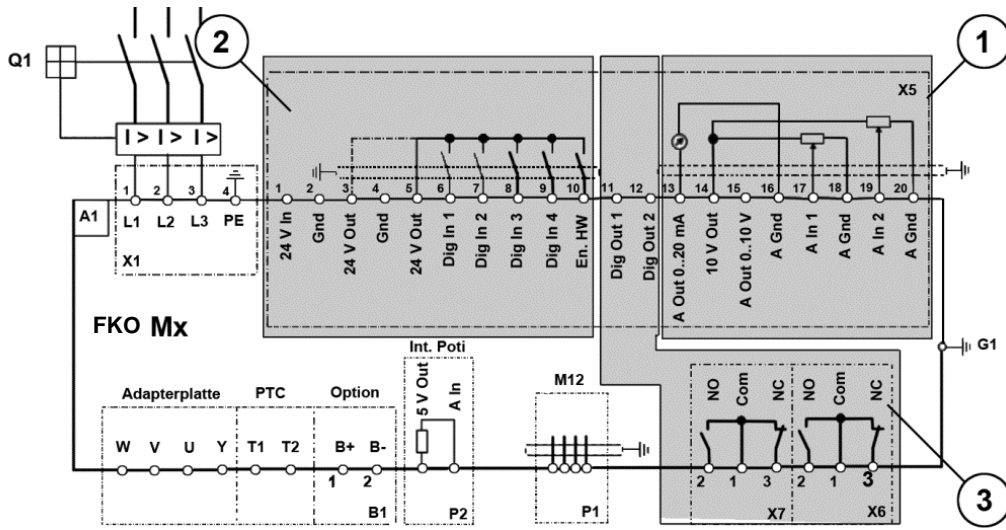 Q1
2
1
I > I > I >
X5
1 2 3 4
1 2 3 4 5 6 7 8 9 10 11 12 13 14 15 16 17 18 19 20
A1
L1 L2 L3 PE
X1
24 V In
Gnd
24 V Out
Gnd
24 V Out
Dig In 1
Dig In 2
Dig In 3
Dig In 4
En. HW
Dig Out 1
Dig Out 2
A Out 0..20 mA
10 V Out
A Out 0..10 V
A Gnd
A In 1
A Gnd
A In 2
A Gnd
FKO Mx
G1
Int. Poti
5 V Out
A In
M12
NO Com NC NO Com NC
Adapterplatte PTC Option
W V U Y T1 T2 B+ B-
1 2
2 1 3 2 1 3
B1 P2 P1 X7 X6
3